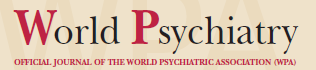 World Psychiatry
OFFICIAL JOURNAL OF THE WORLD PSYCHIATRIC ASSOCIATION (WPA)